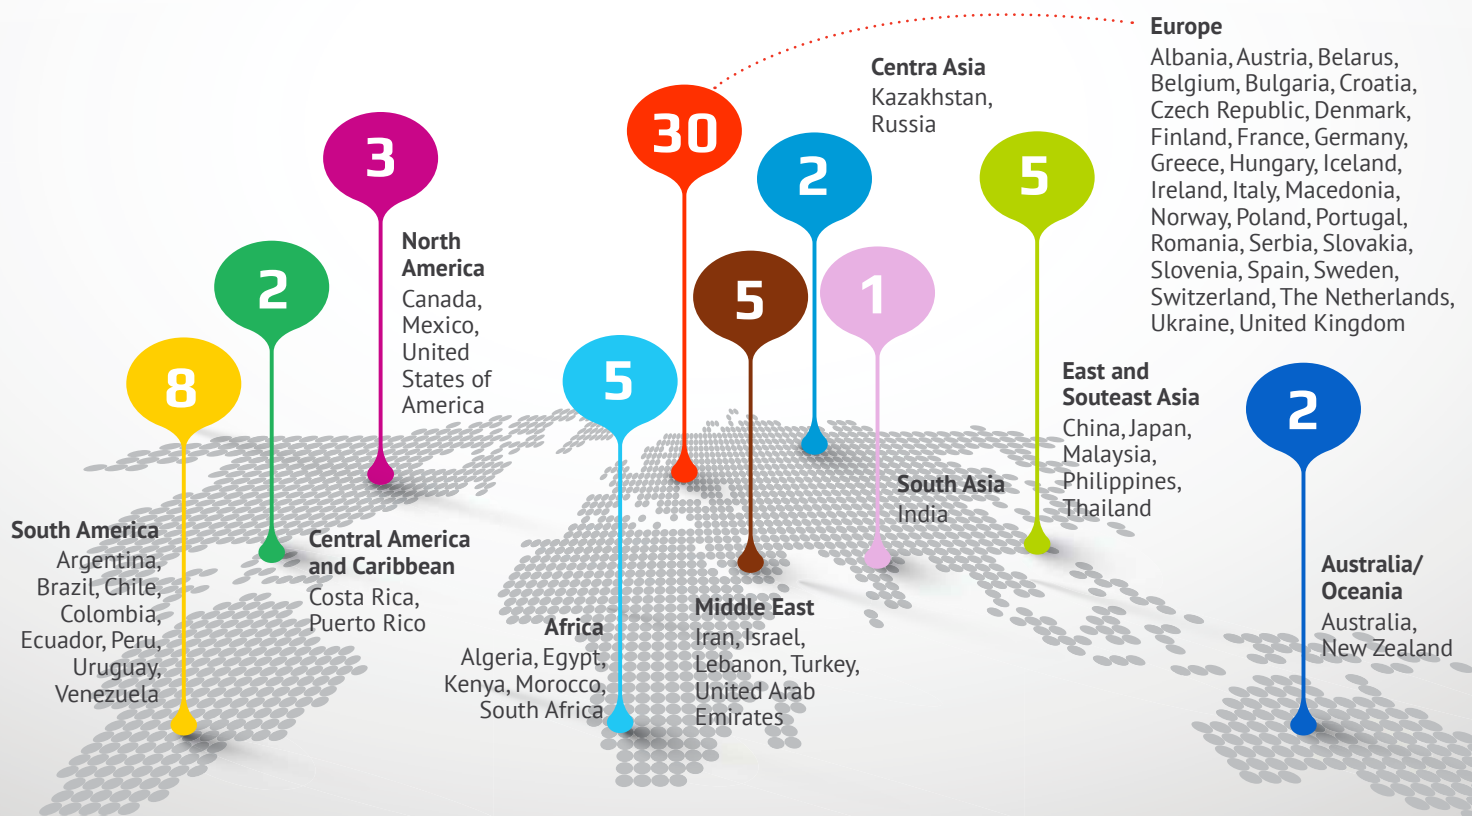 Europe
Albania, Austria, Belarus,
Belgium, Bulgaria, Croatia,
Czech Republic, Denmark,
Finland, France, Germany,
Greece, Hungary, Iceland,
Ireland, Italy, Macedonia,
Norway, Poland, Portugal,
Romania, Serbia, Slovakia,
Slovenia, Spain, Sweden,
Switzerland, The Netherlands,
Ukraine, United Kingdom
30
Centra Asia
Kazakhstan,
Russia
2
3
North
America
Canada,
Mexico,
United
States of
America
5
East and
Souteast Asia
China, Japan,
Malaysia,
Philippines,
Thailand
2
Central America
and Caribbean
Costa Rica,
Puerto Rico
5
Middle East
Iran, Israel,
Lebanon, Turkey,
United Arab
Emirates
1
South Asia
India
8
South America
Argentina,
Brazil, Chile,
Colombia,
Ecuador, Peru,
Uruguay,
Venezuela
5
Africa
Algeria, Egypt,
Kenya, Morocco,
South Africa
2
Australia/
Oceania
Australia,
New Zealand